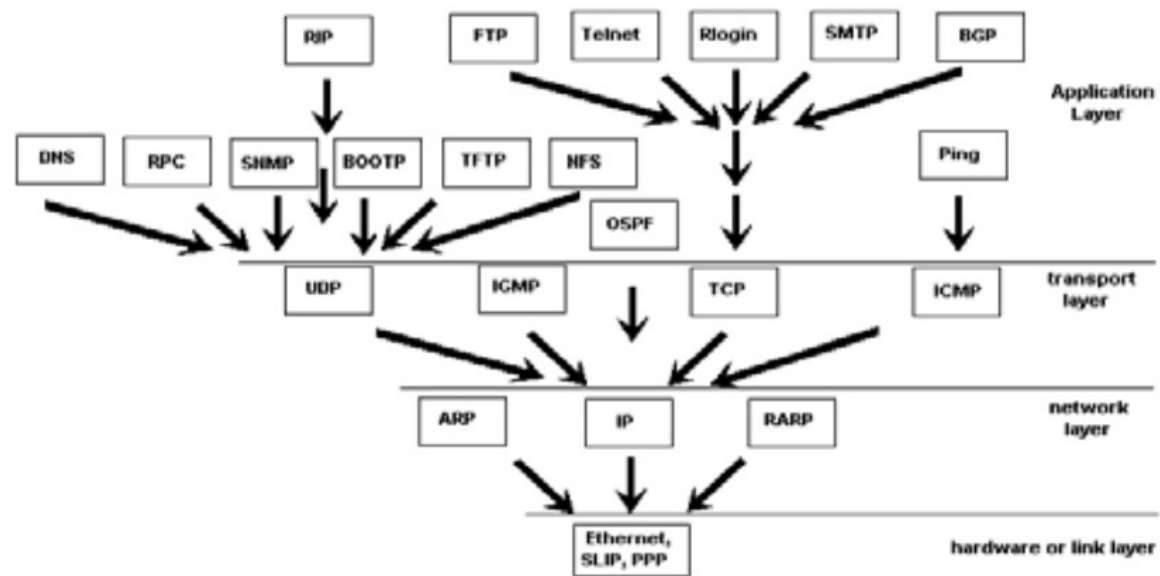 RIP
FTP
Telnet
Rlogin
SMTP
BGP
Application
Layer
DNS
RPC
SNMP
BOOTP
TFTP
NFS
Ping
OSPF
UDP
IGMP
TCP
ICMP
transport
layer
ARP
IP
RARP
network
layer
Ethernet,
SLIP, PPP
hardware or link layer